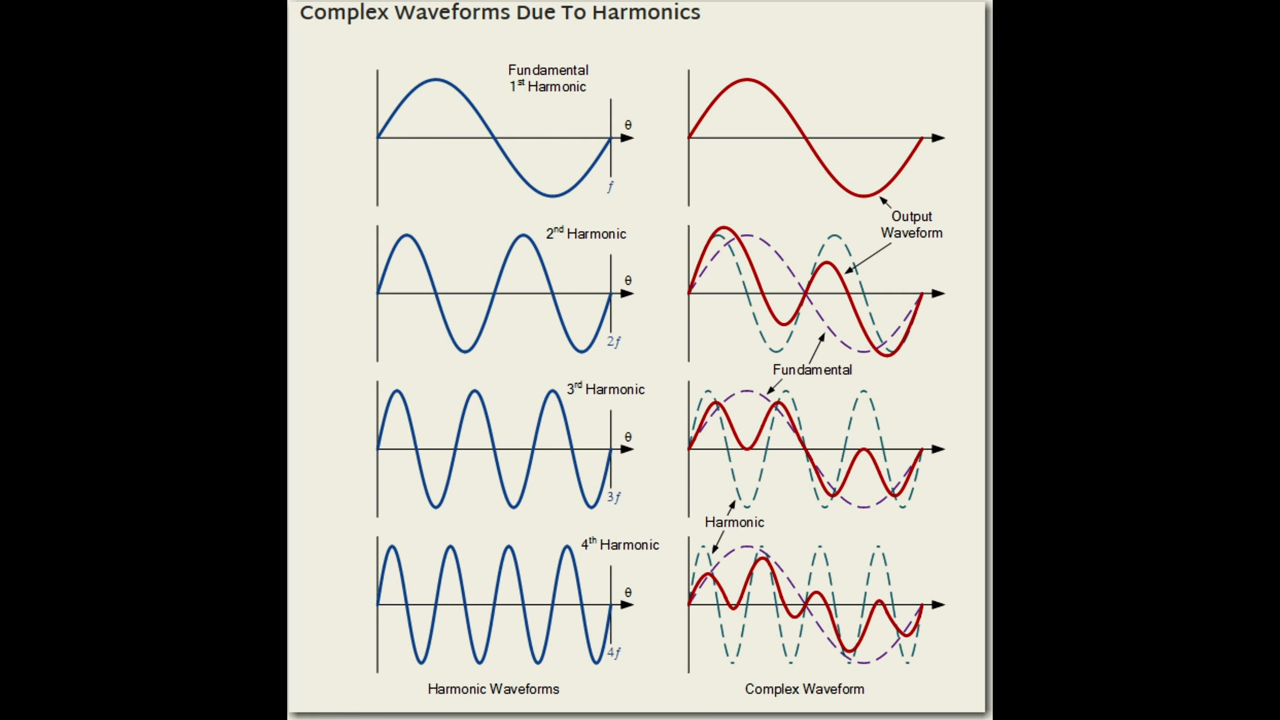 Complex Waveforms Due To Harmonics
Fundamental
1st Harmonic
θ
f
Output
Waveform
2nd Harmonic
θ
2f
Fundamental
3rd Harmonic
θ
3f
Harmonic
4th Harmonic
θ
4f
Harmonic Waveforms
Complex Waveform